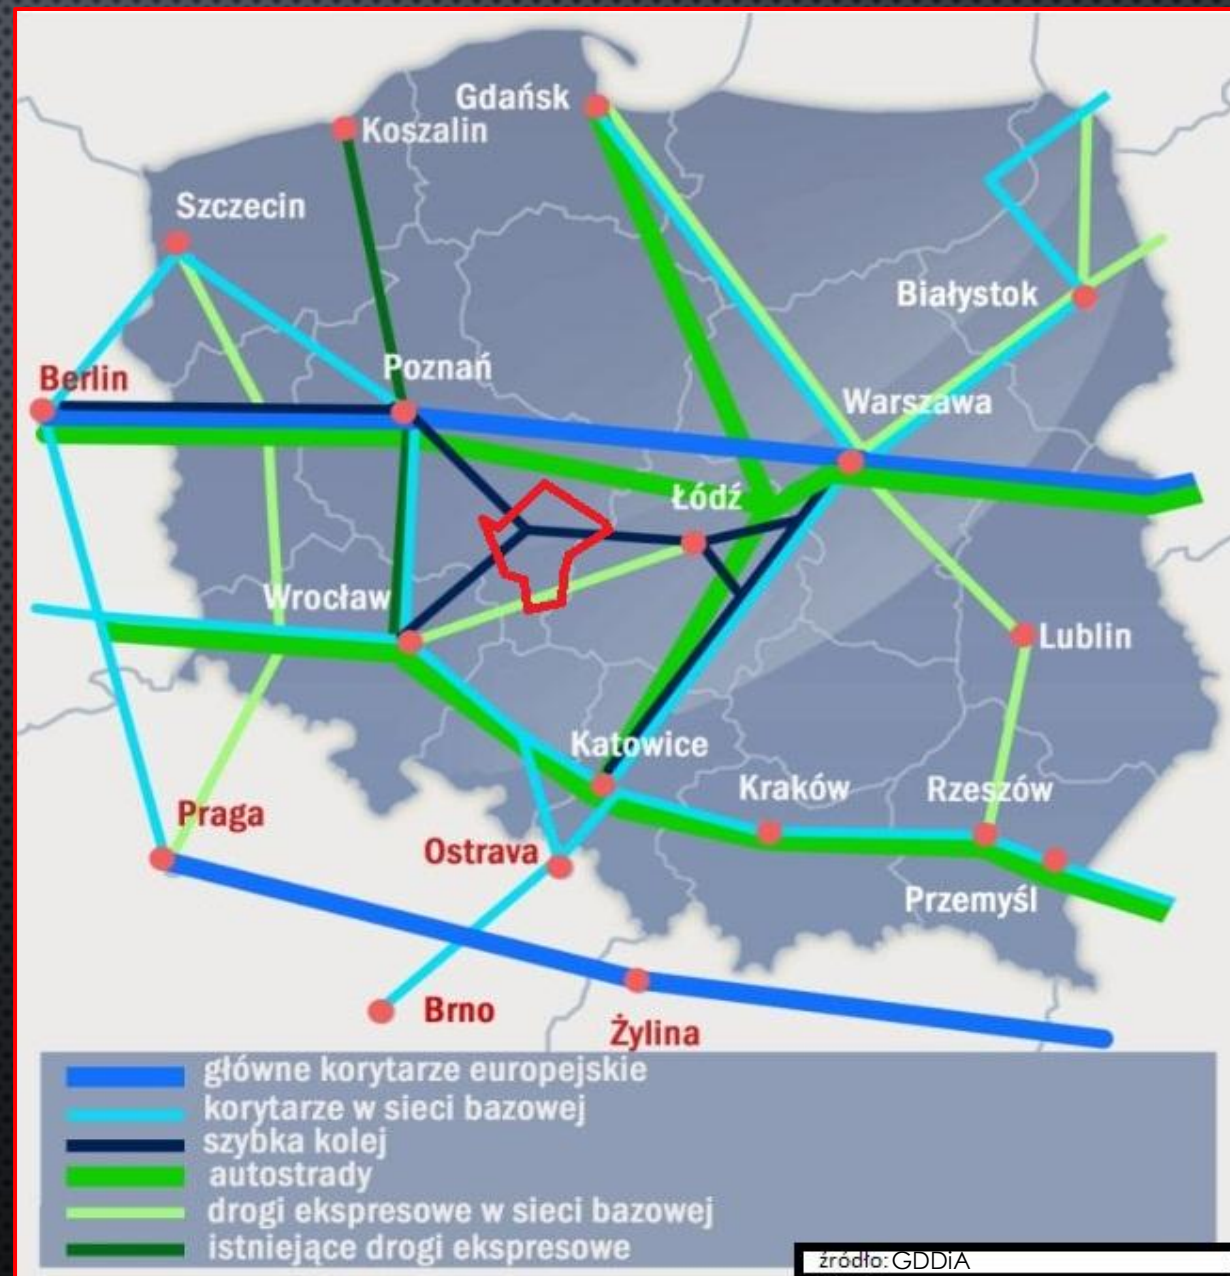 Gdańsk
Koszalin
Szczecin
Białystok
Poznań
Berlin
Warszawa
Łódź
Wrocław
Lublin
Katowice
Kraków
Rzeszów
Praga
Ostrava
Przemyśl
Brno
Żylina
główne korytarze europejskie
korytarze w sieci bazowej
szybka kolej
autostrady
drogi ekspresowe w sieci bazowej
istniejące drogi ekspresowe
źródło: GDDiA